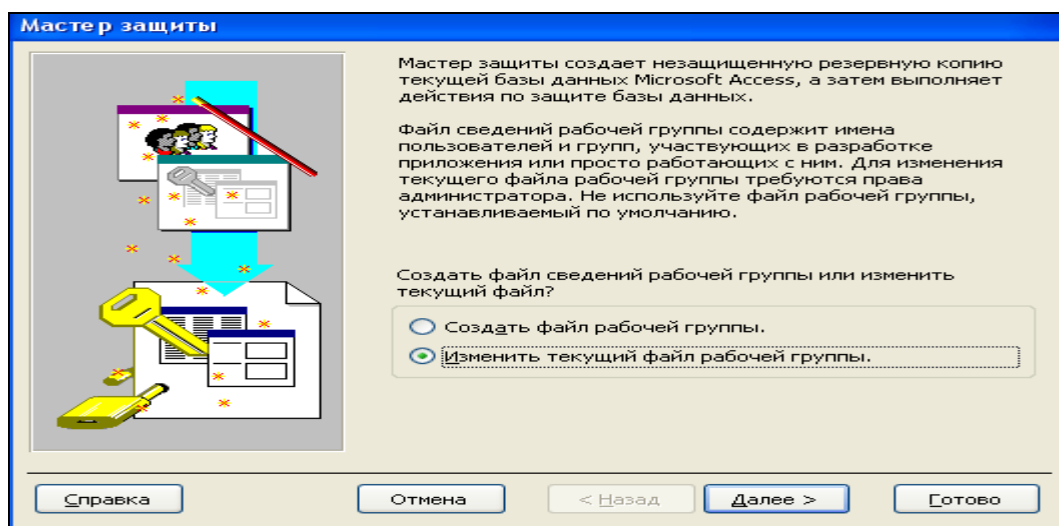 Мастер защиты
Мастер защиты создает незащищенную резервную копию
текущей базы данных Microsoft Access, а затем выполняет
действия по защите базы данных.
Файл сведений рабочей группы содержит имена
пользователей и групп, участвующих в разработке
приложения или просто работающих с ним. Для изменения
текущего файла рабочей группы требуются права
администратора. Не используйте файл рабочей группы,
устанавливаемый по умолчанию.
Создать файл сведений рабочей группы или изменить
текущий файл?
Создать файл рабочей группы.
Изменить текущий файл рабочей группы.
Справка
Отмена
< Назад
Далее >
Готово